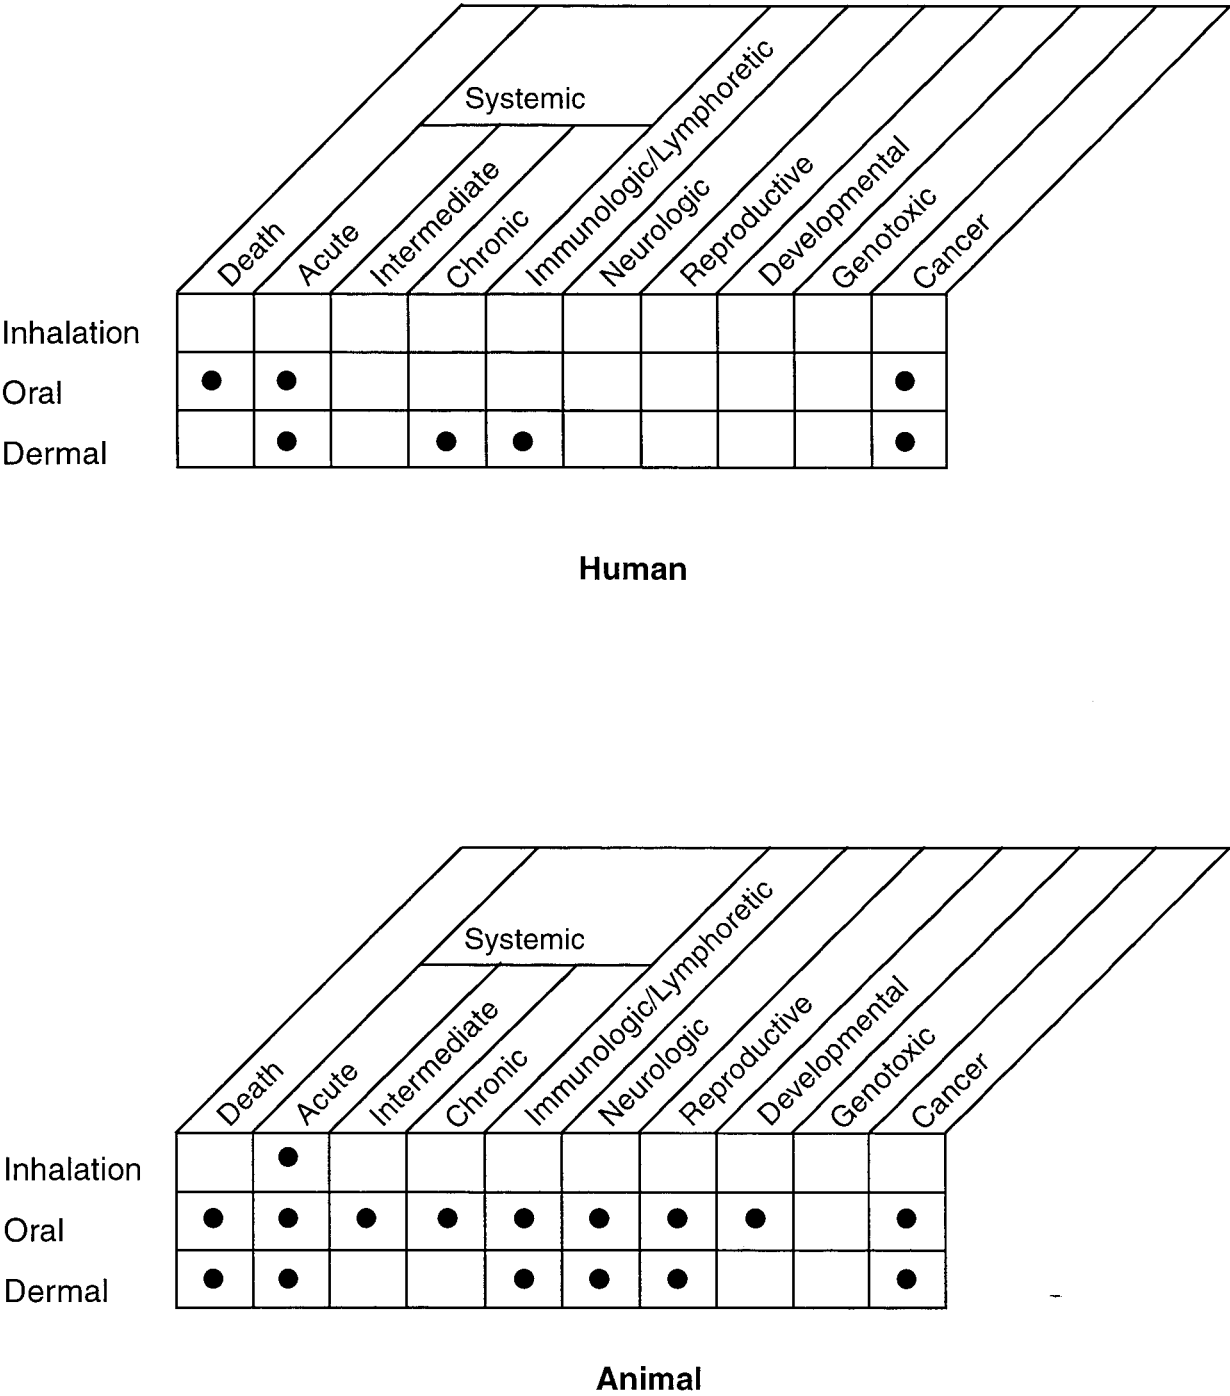 Systemic
Death
Acute
Intermediate
Chronic
Immunologic/Lymphoretic
Neurologic
Reproductive
Developmental
Genotoxic
Cancer
Inhalation
Oral
Dermal
Human
Systemic
Death
Acute
Intermediate
Chronic
Immunologic/Lymphoretic
Neurologic
Reproductive
Developmental
Genotoxic
Cancer
Inhalation
Oral
Dermal
Animal